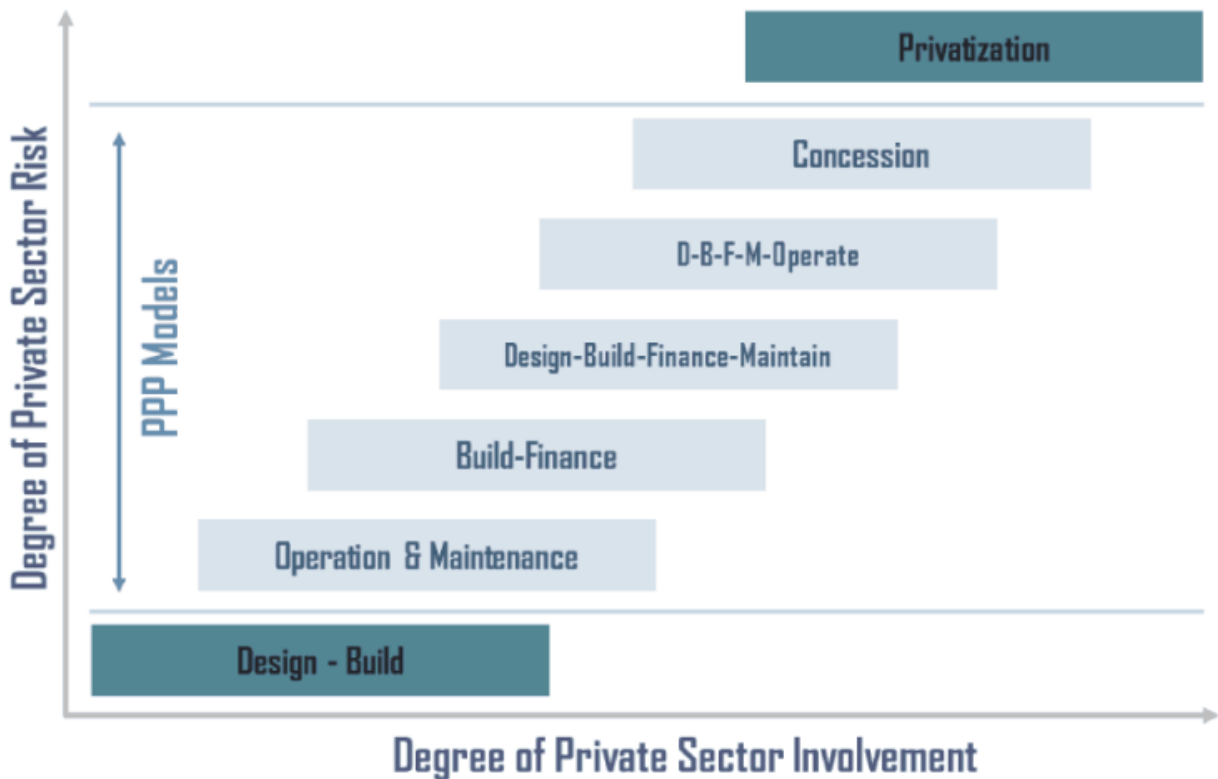 Privatization
Concession
D-B-F-M-Operate
Design-Build-Finance-Maintain
Build-Finance
Operation & Maintenance
Design - Build
PPP Models
Degree of Private Sector Risk
Degree of Private Sector Involvement